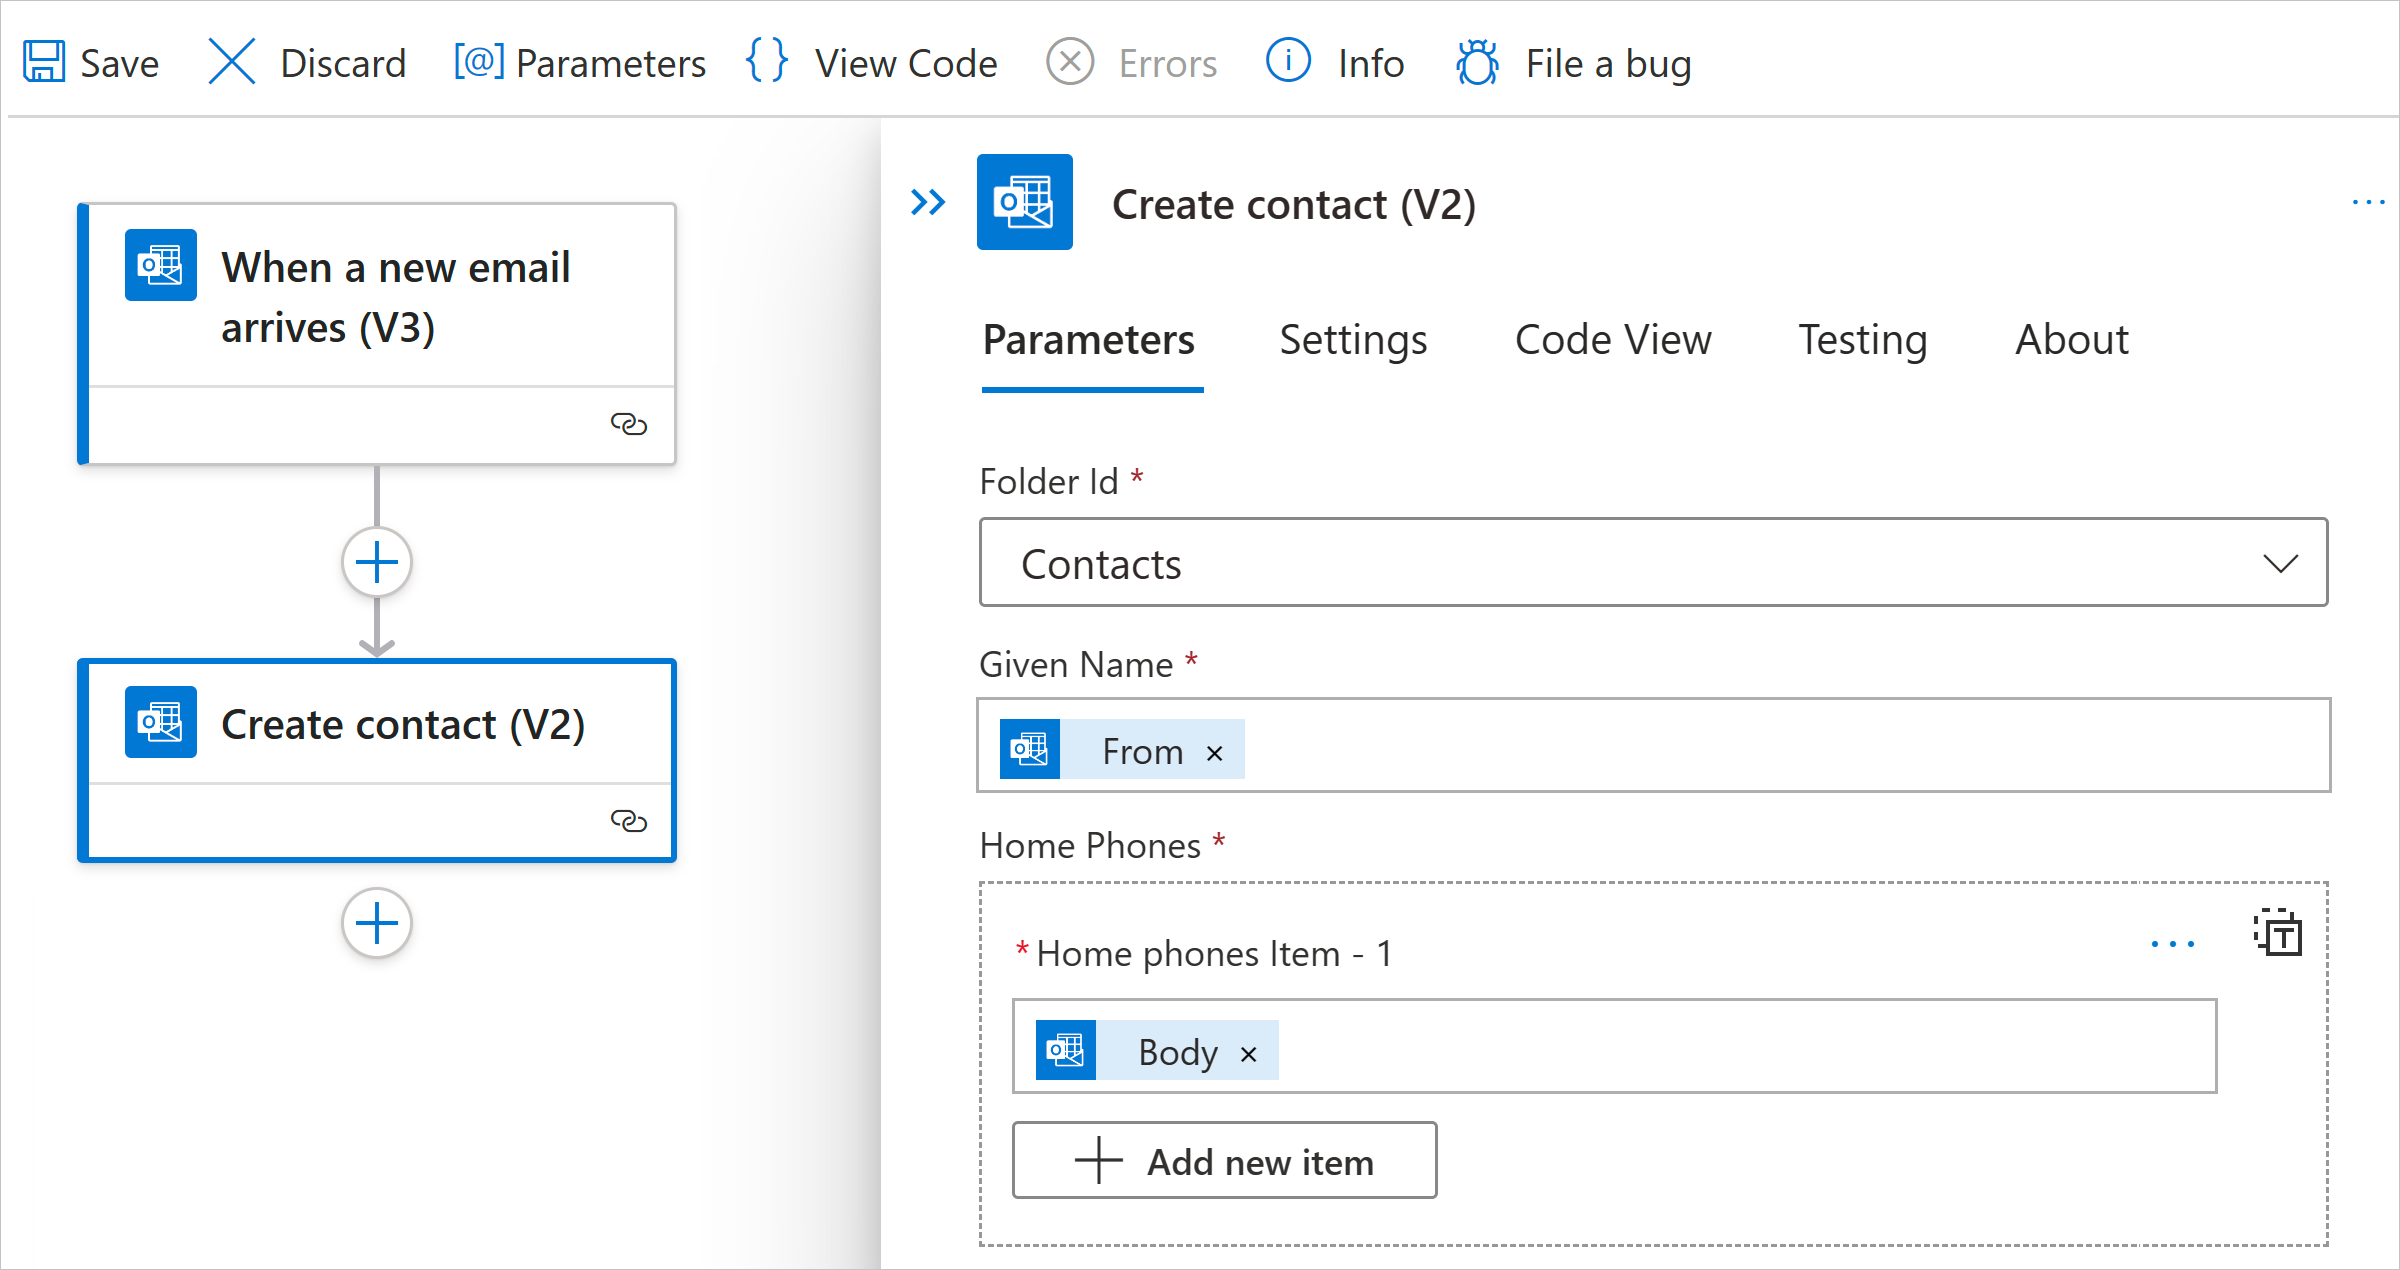 Save Discard [@] Parameters { } View Code Errors i Info File a bug
When a new email
arrives (V3)
Create contact (V2)
Create contact (V2)
Parameters Settings Code View Testing About
Folder Id *
Contacts
Given Name *
From ×
Home Phones *
* Home phones Item - 1
Body ×
Add new item